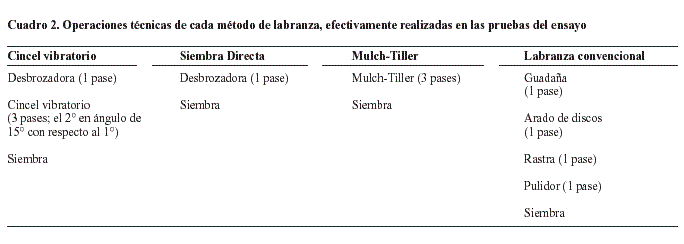 Cuadro 2. Operaciones técnicas de cada método de labranza, efectivamente realizadas en las pruebas del ensayo
Cincel vibratorio
Desbrozadora (1 pase)
Cincel vibratorio
(3 pases; el 2° en ángulo de
15° con respecto al 1°)
Siembra
Siembra Directa
Desbrozadora (1 pase)
Siembra
Mulch-Tiller
Mulch-Tiller (3 pases)
Siembra
Labranza convencional
Guadaña
(1 pase)
Arado de discos
(1 pase)
Rastra (1 pase)
Pulidor (1 pase)
Siembra